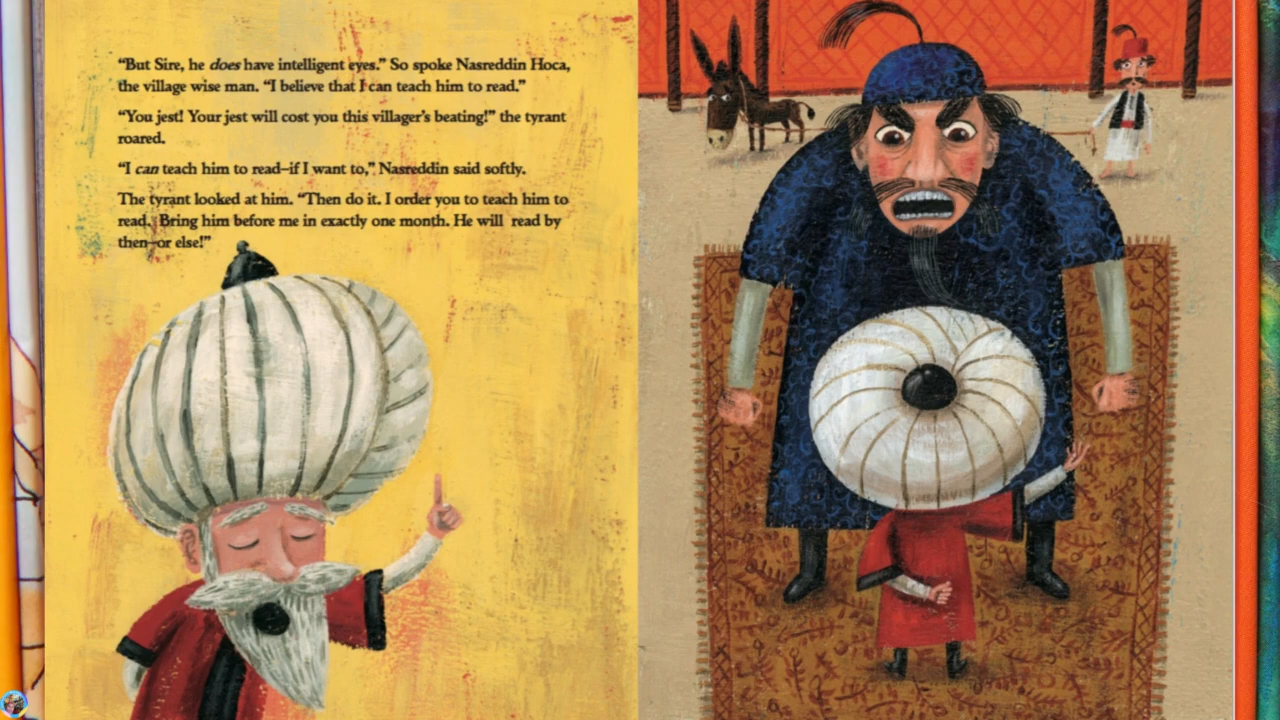 “But Sire, he does have intelligent eyes.” So spoke Nasreddin Hoca,
the village wise man. “I believe that I can teach him to read.”
“You jest! Your jest will cost you this villager’s beating!” the tyrant
roared.
“I can teach him to read—if I want to,” Nasreddin said softly.
The tyrant looked at him. “Then do it. I order you to teach him to
read. Bring him before me in exactly one month. He will read by
then—or else!”